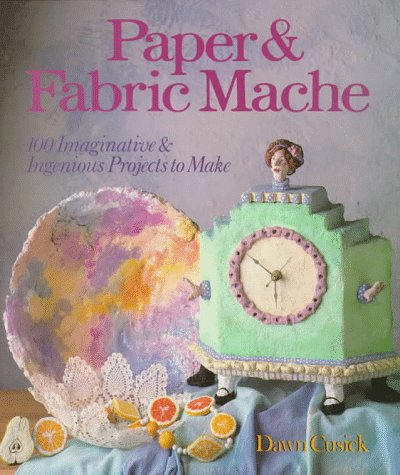 Paper &
Fabric Mache
100 Imaginative &
Ingenious Projects to Make
Dawn Cusick